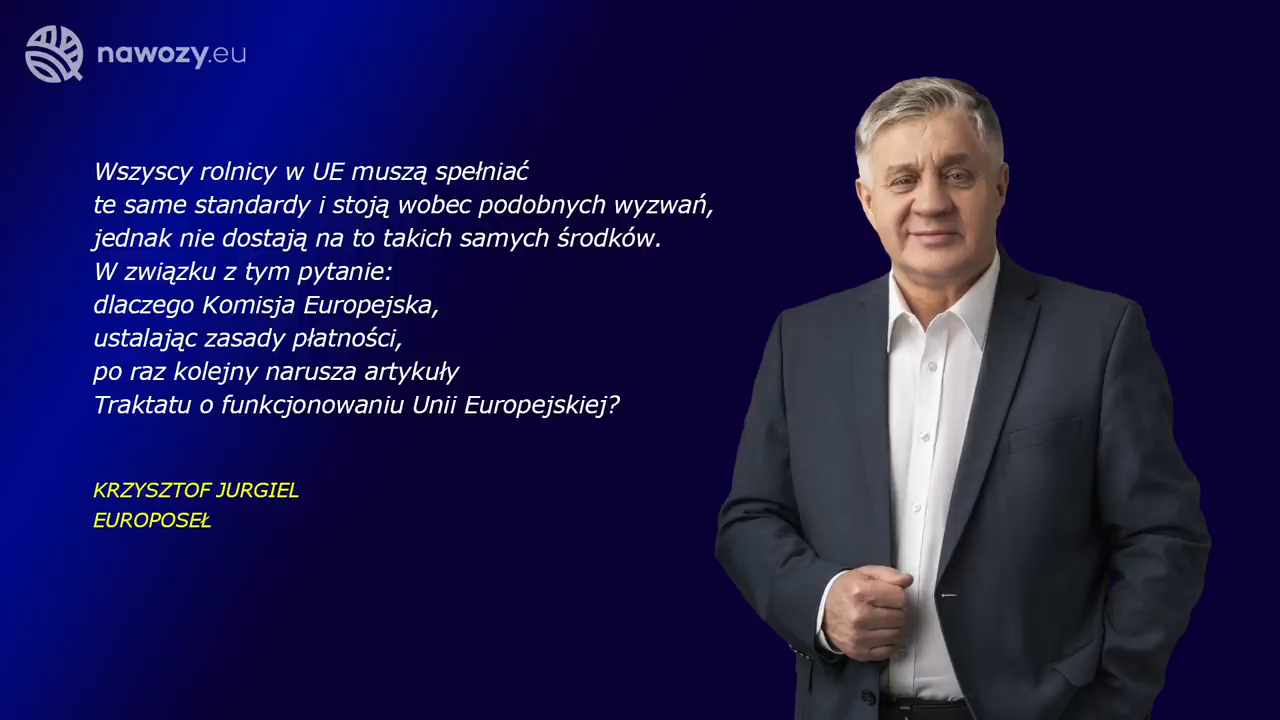 nawozy.eu
Wszyscy rolnicy w UE muszą spełniać
te same standardy i stoją wobec podobnych wyzwań,
jednak nie dostają na to takich samych środków.
W związku z tym pytanie:
dlaczego Komisja Europejska,
ustalając zasady płatności,
po raz kolejny narusza artykuły
Traktatu o funkcjonowaniu Unii Europejskiej?
KRZYSZTOF JURGIEL
EUROPOSEŁ